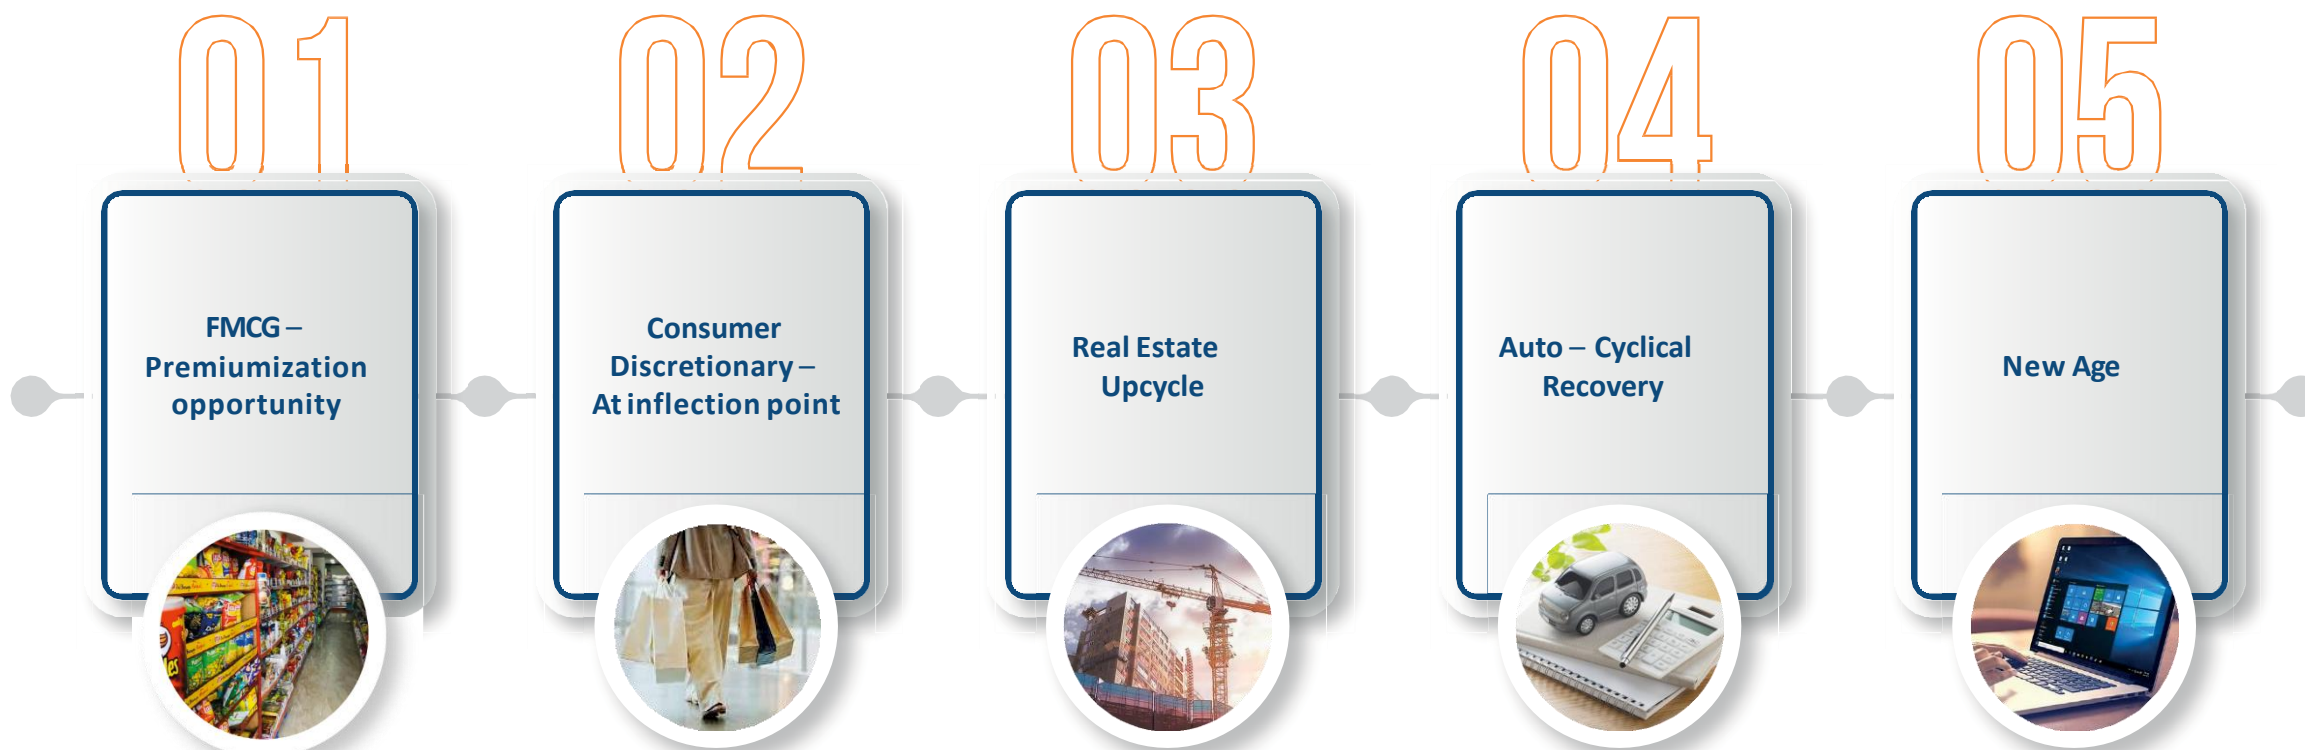 01
FMCG –
Premiumization
opportunity
02
Consumer
Discretionary –
At inflection point
03
Real Estate
Upcycle
04
Auto – Cyclical
Recovery
05
New Age